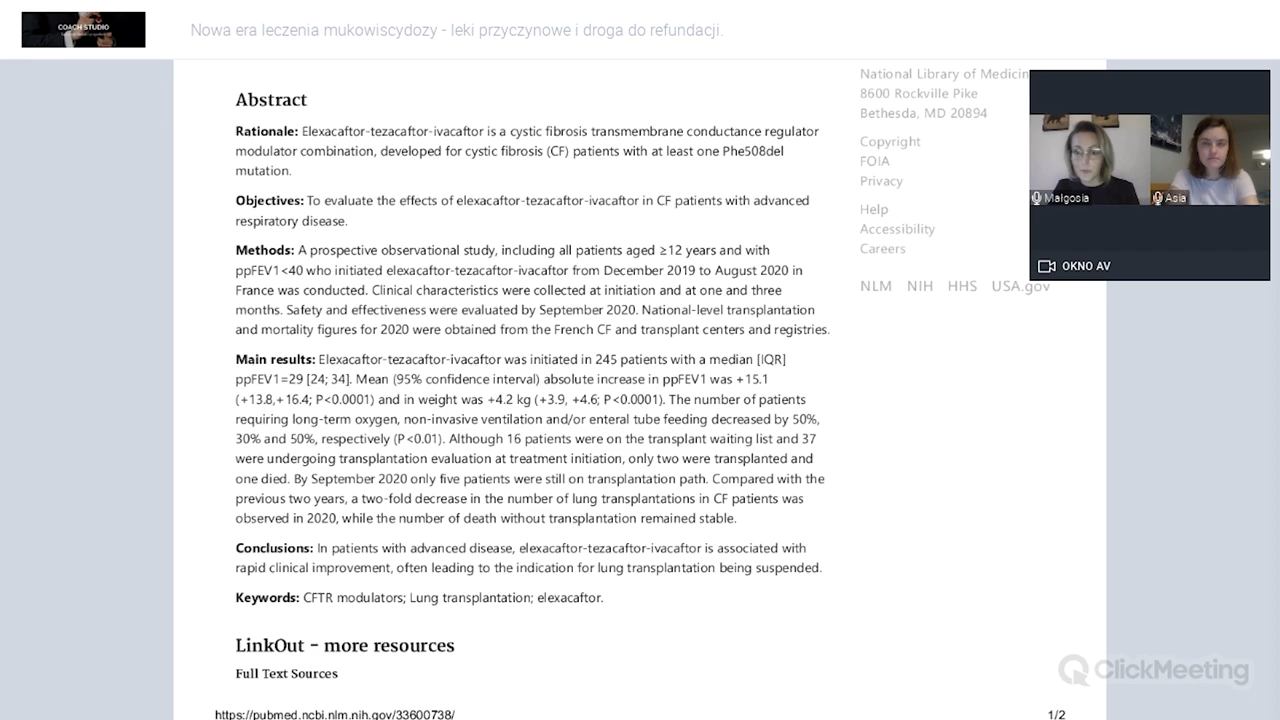 COACH STUDIO
Nowa era leczenia mukowiscydozy - leki przyczynowe i droga do refundacji.
Abstract
Rationale: Elexacaftor-tezacaftor-ivacaftor is a cystic fibrosis transmembrane conductance regulator
modulator combination, developed for cystic fibrosis (CF) patients with at least one Phe508del
mutation.
Objectives: To evaluate the effects of elexacaftor-tezacaftor-ivacaftor in CF patients with advanced
respiratory disease.
Methods: A prospective observational study, including all patients aged ≥12 years and with
ppFEV1<40 who initiated elexacaftor-tezacaftor-ivacaftor from December 2019 to August 2020 in
France was conducted. Clinical characteristics were collected at initiation and at one and three
months. Safety and effectiveness were evaluated by September 2020. National-level transplantation
and mortality figures for 2020 were obtained from the French CF and transplant centers and registries.
Main results: Elexacaftor-tezacaftor-ivacaftor was initiated in 245 patients with a median [IQR]
ppFEV1=29 [24; 34]. Mean (95% confidence interval) absolute increase in ppFEV1 was +15.1
(+13.8,+16.4; P<0.0001) and in weight was +4.2 kg (+3.9, +4.6; P<0.0001). The number of patients
requiring long-term oxygen, non-invasive ventilation and/or enteral tube feeding decreased by 50%,
30% and 50%, respectively (P<0.01). Although 16 patients were on the transplant waiting list and 37
were undergoing transplantation evaluation at treatment initiation, only two were transplanted and
one died. By September 2020 only five patients were still on transplantation path. Compared with the
previous two years, a two-fold decrease in the number of lung transplantations in CF patients was
observed in 2020, while the number of death without transplantation remained stable.
Conclusions: In patients with advanced disease, elexacaftor-tezacaftor-ivacaftor is associated with
rapid clinical improvement, often leading to the indication for lung transplantation being suspended.
Keywords: CFTR modulators; Lung transplantation; elexacaftor.
LinkOut - more resources
Full Text Sources
https://pubmed.ncbi.nlm.nih.gov/33600738/
1/2
National Library of Medicin
8600 Rockville Pike
Bethesda, MD 20894
Copyright
FOIA
Privacy
Help
Accessibility
Careers
NLM NIH HHS USA.gov
Małgosia
Asia
OKNO AV
ClickMeeting